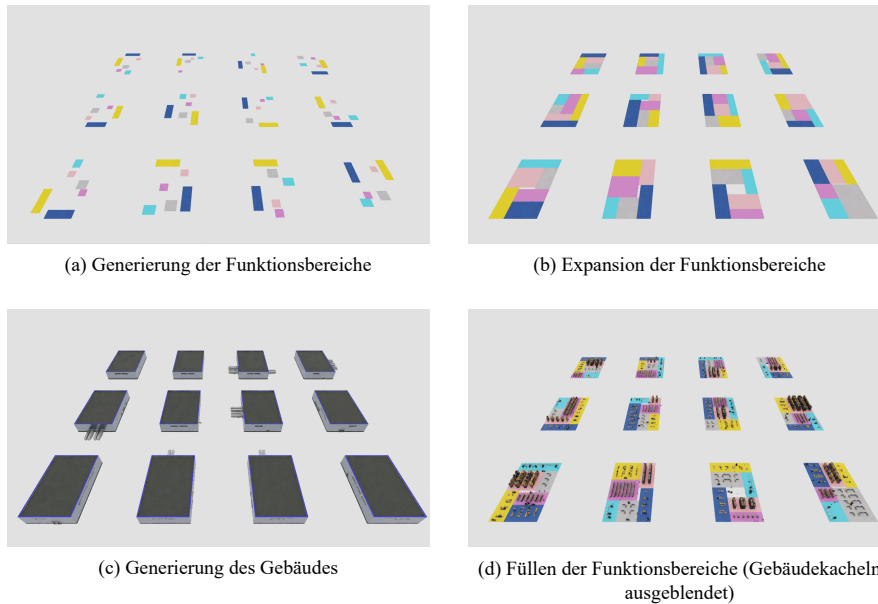 (a) Generierung der Funktionsbereiche
(b) Expansion der Funktionsbereiche
(c) Generierung des Gebäudes
(d) Füllen der Funktionsbereiche (Gebäudekacheln
ausgeblendet)